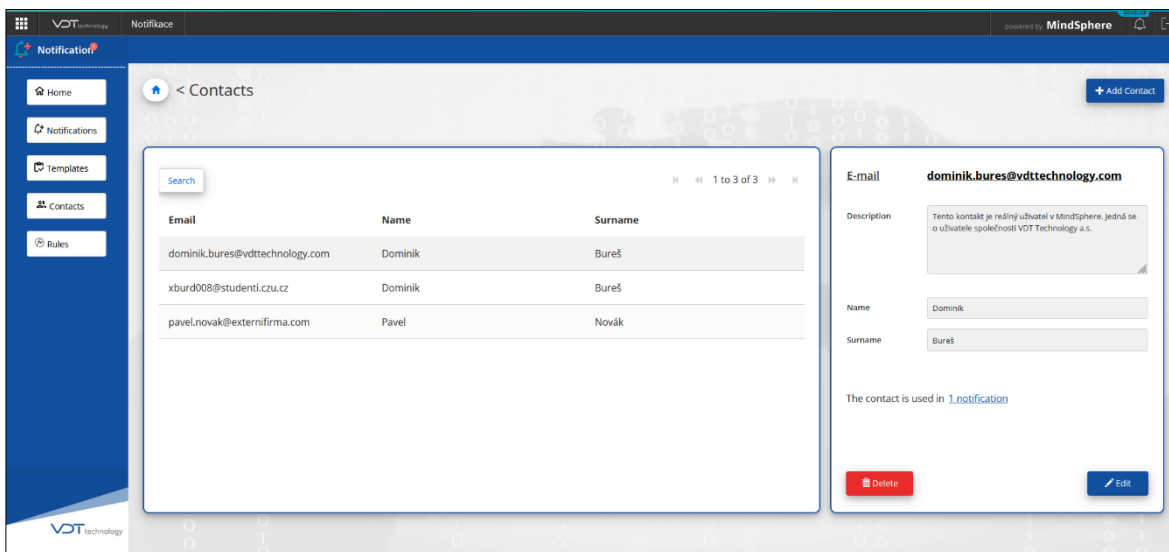 VDT technology
Notifikace
powered by MindSphere
Notification
Home
Notifications
Templates
Contacts
Rules
< Contacts
+ Add Contact
Search
1 to 3 of 3
Email Name Surname
dominik.bures@vdttechnology.com Dominik Bureš
xburd008@studenti.czu.cz Dominik Bureš
pavel.novak@externifirma.com Pavel Novák
E-mail dominik.bures@vdttechnology.com
Description
Tento kontakt je reálný uživatel v MindSphere. Jedná se
o uživatele společnosti VDT Technology a.s.
Name Dominik
Surname Bureš
The contact is used in 1 notification
Delete
Edit
VDT technology